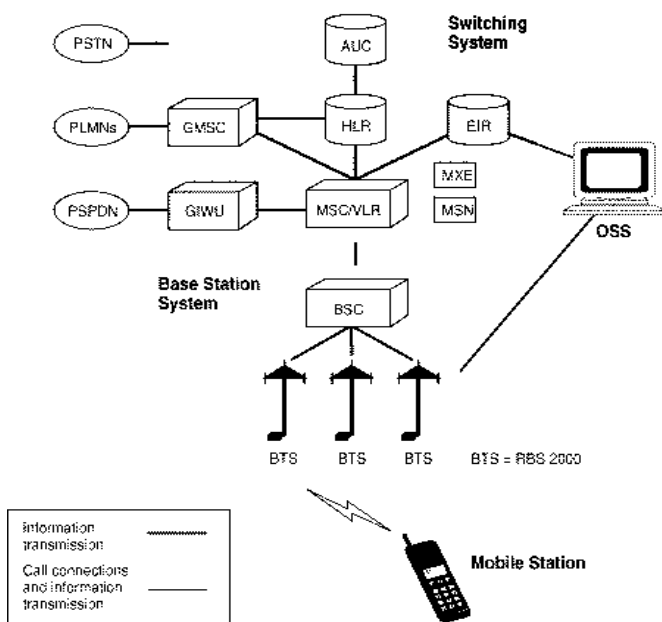 Switching
System
PSTN
AUC
PLMNs
GMSC
HLR
EIR
MXE
PSPDN
GIWU
MSC/VLR
MSN
OSS
Base Station
System
BSC
BTS
BTS
BTS
BTS = RBS 2000
Information
transmission
Call connections
and information
transmission
Mobile Station